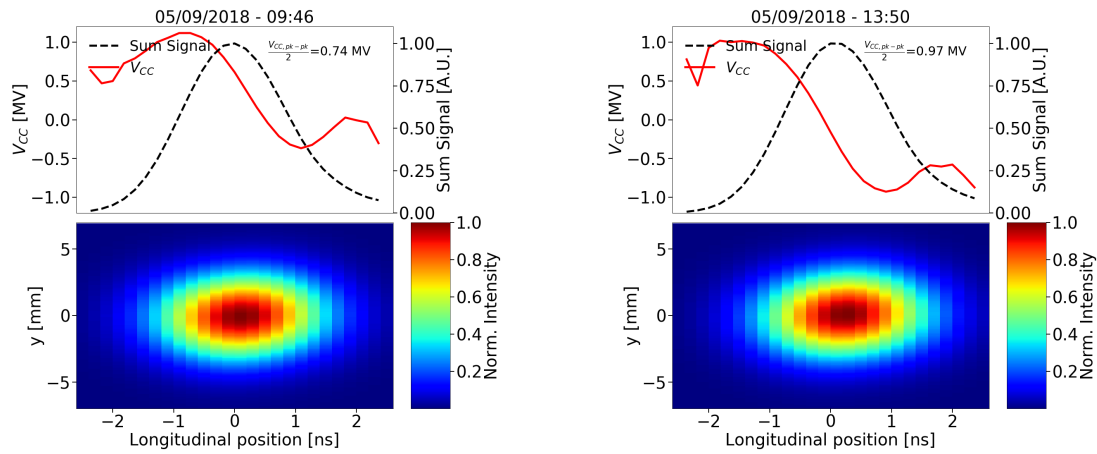 05/09/2018 - 09:46
Sum Signal
V_CC
V_{CC,pk-pk}/2=0.74 MV
1.0
0.5
0.0
−0.5
−1.0
V_CC [MV]
1.00
0.75
0.50
0.25
0.00
Sum Signal [A.U.]
5
0
−5
y [mm]
−2
−1
0
1
2
Longitudinal position [ns]
1.0
0.8
0.6
0.4
0.2
Norm. Intensity
05/09/2018 - 13:50
Sum Signal
V_CC
V_{CC,pk-pk}/2=0.97 MV
1.0
0.5
0.0
−0.5
−1.0
V_CC [MV]
1.00
0.75
0.50
0.25
0.00
Sum Signal [A.U.]
5
0
−5
y [mm]
−2
−1
0
1
2
Longitudinal position [ns]
1.0
0.8
0.6
0.4
0.2
Norm. Intensity